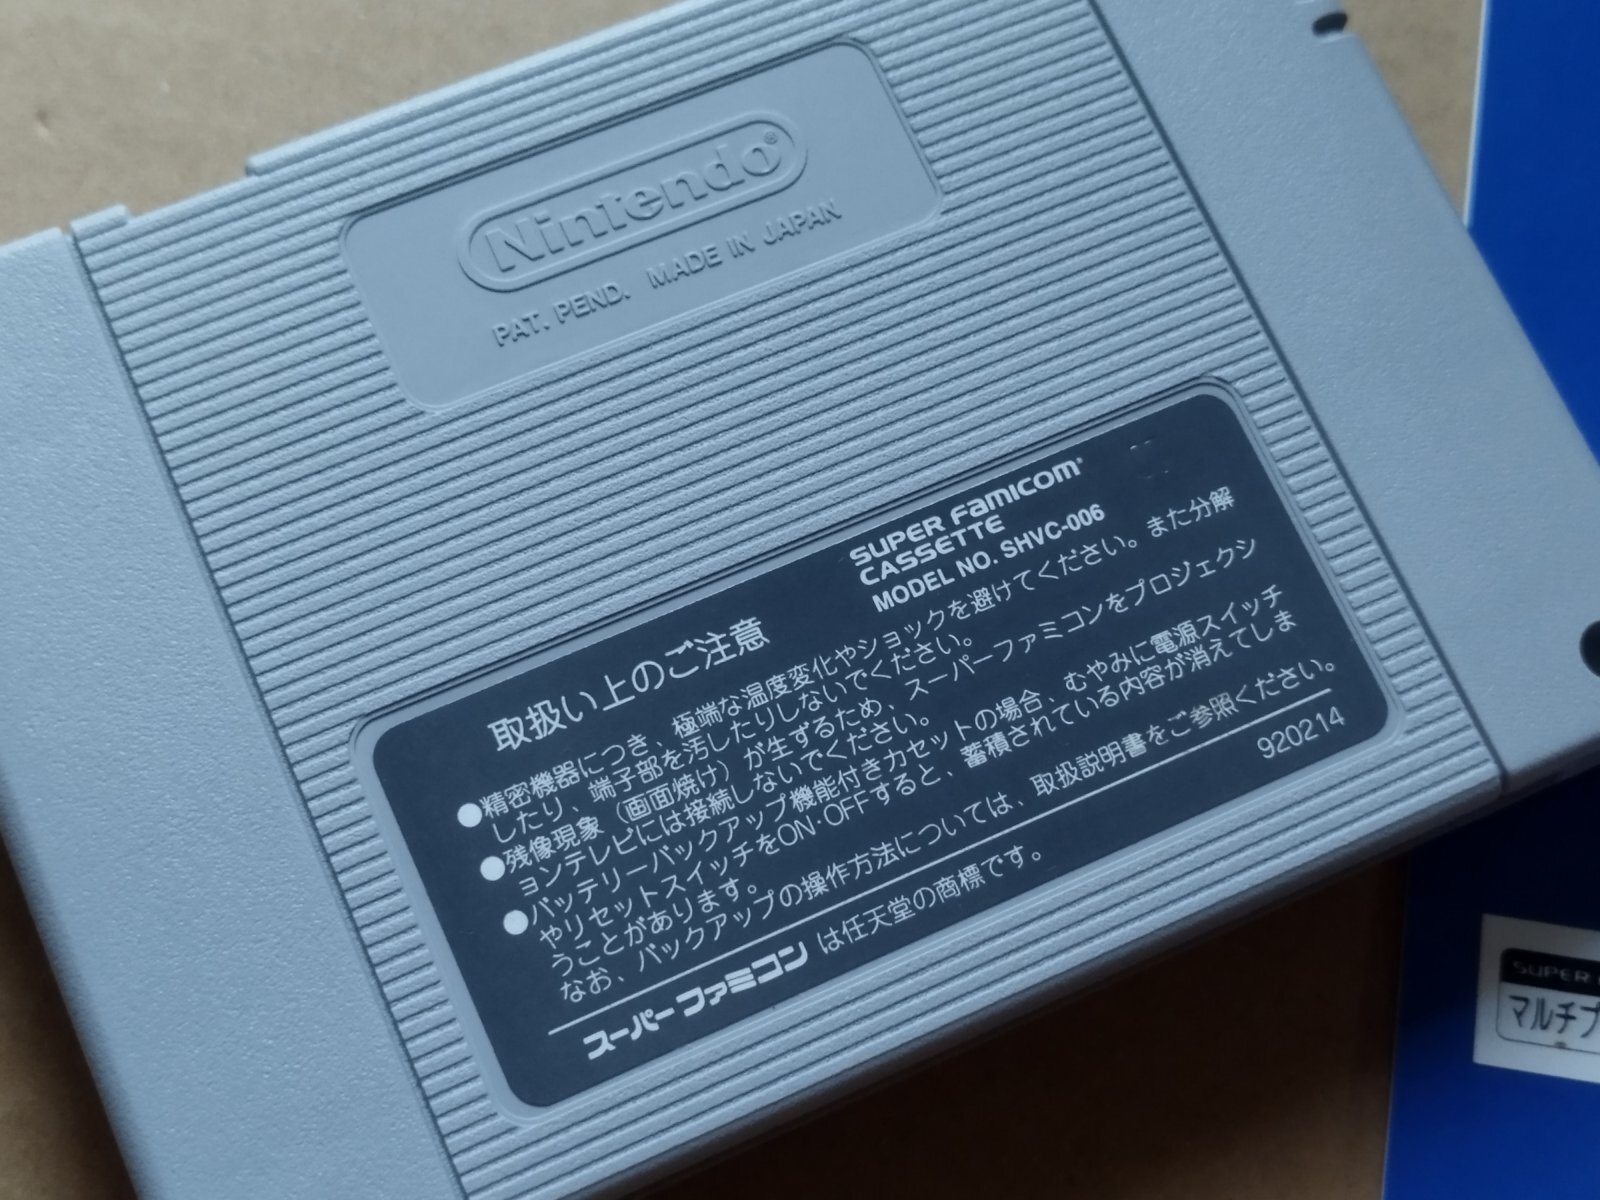 Nintendo®
PAT. PEND. MADE IN JAPAN
SUPER FAMICOM
CASSETTE
MODEL NO. SHVC-006
取扱い上のご注意
●精密機器につき、極端な温度変化やショックを避けてください。また分解
したり、端子部を汚したりしないでください。
●残像現象(画面焼け)が生ずるため、スーパーファミコンをプロジェクシ
ョンテレビには接続しないでください。
●バッテリーバックアップ機能付きカセットの場合、むやみに電源スイッチ
やリセットスイッチをON·OFFすると、蓄積されている内容が消えてしま
うことがあります。
なお、バックアップの操作方法については、取扱説明書をご参照ください。
920214
スーパーファミコンは任天堂の商標です。
SUPER
マルチプ